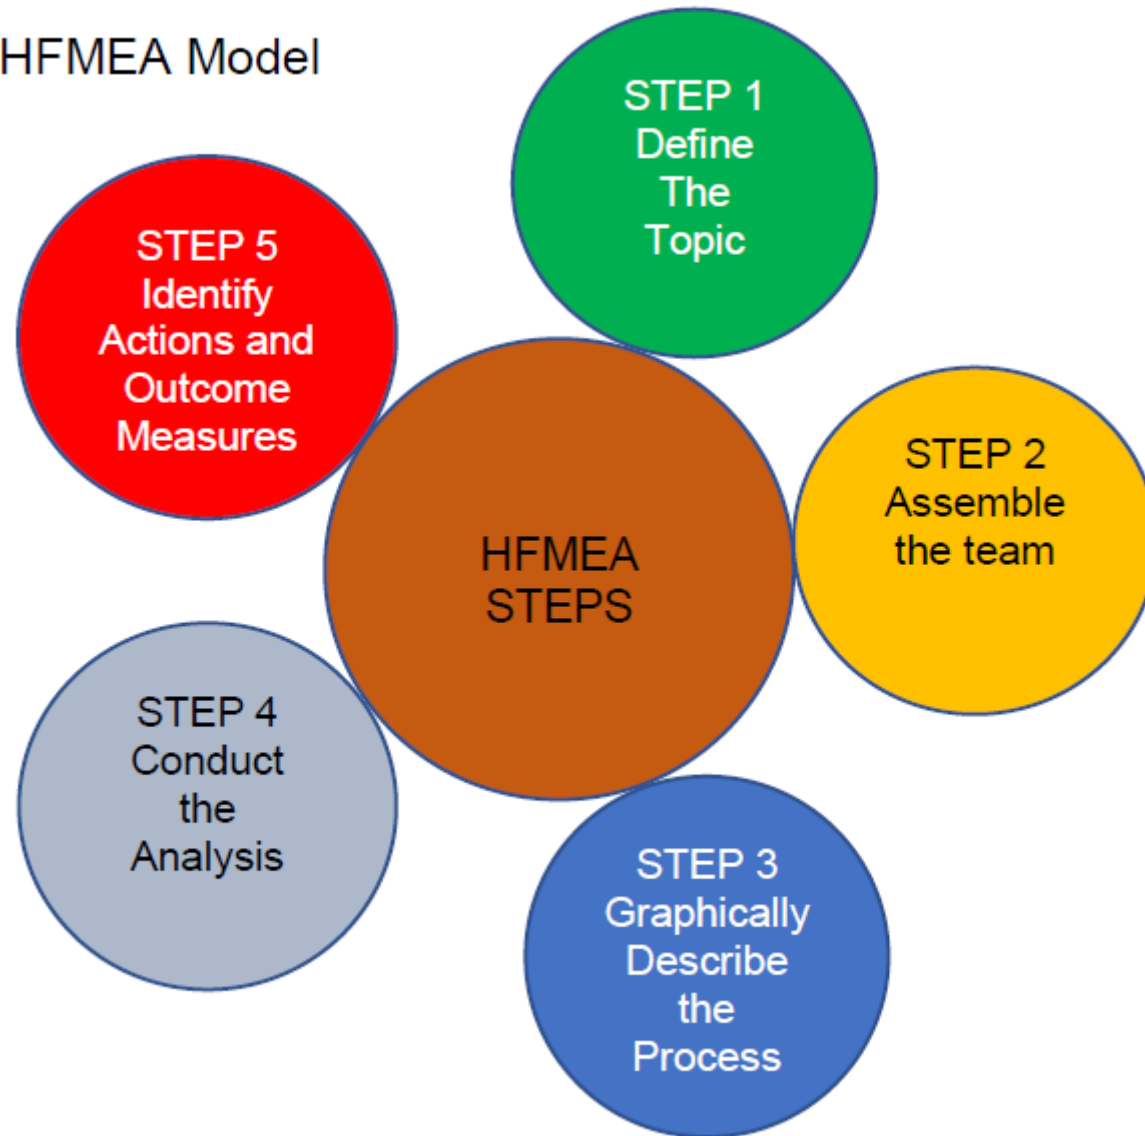 HFMEA Model
STEP 1
Define
The
Topic
STEP 2
Assemble
the team
STEP 3
Graphically
Describe
the
Process
STEP 4
Conduct
the
Analysis
STEP 5
Identify
Actions and
Outcome
Measures
HFMEA
STEPS